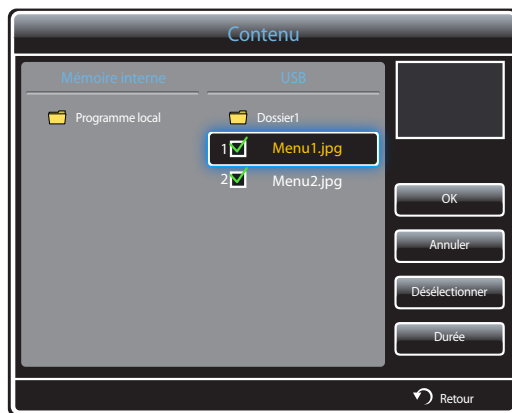 Contenu
Mémoire interne
USB
Programme local
Dossier1
1 Menu1.jpg
2 Menu2.jpg
OK
Annuler
Désélectionner
Durée
Retour